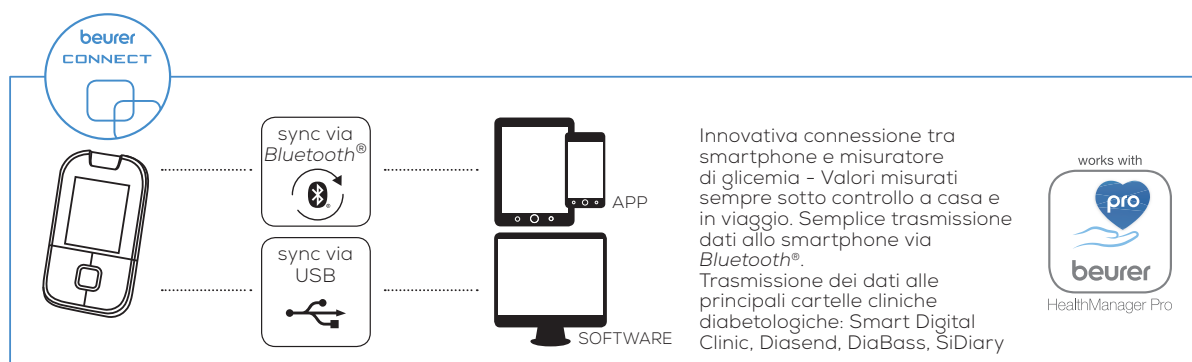 beurer
CONNECT
sync via
Bluetooth®
sync via
USB
APP
SOFTWARE
Innovativa connessione tra
smartphone e misuratore
di glicemia - Valori misurati
sempre sotto controllo a casa e
in viaggio. Semplice trasmissione
dati allo smartphone via
Bluetooth®.
Trasmissione dei dati alle
principali cartelle cliniche
diabetologiche: Smart Digital
Clinic, Diasend, DiaBass, SiDiary
works with
pro
beurer
HealthManager Pro